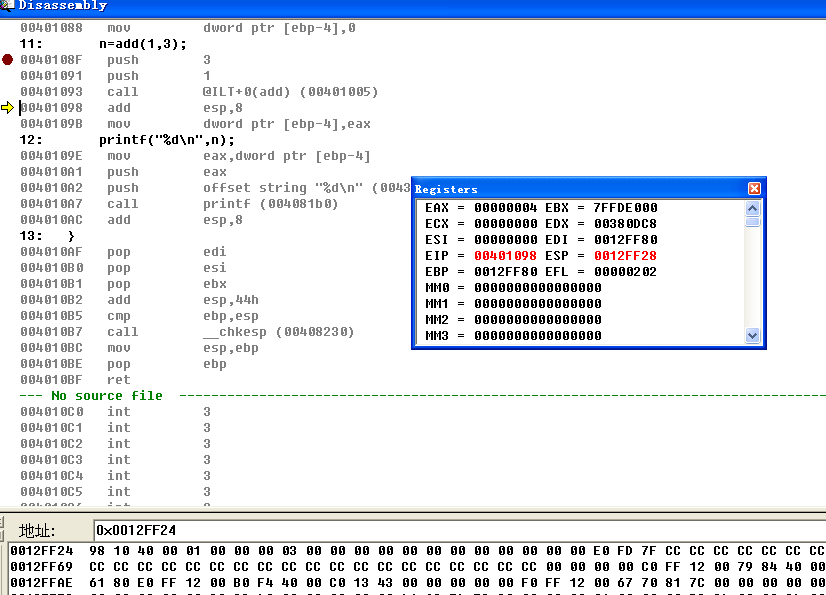 Disassembly
00401088 mov dword ptr [ebp-4],0
11: n=add(1,3);
0040108F push 3
00401091 push 1
00401093 call @ILT+0(add) (00401005)
00401098 add esp,8
0040109B mov dword ptr [ebp-4],eax
12: printf("%d\n",n);
0040109E mov eax,dword ptr [ebp-4]
004010A1 push eax
004010A2 push offset string "%d\n" (0043
004010A7 call printf (004081b0)
004010AC add esp,8
13: }
004010AF pop edi
004010B0 pop esi
004010B1 pop ebx
004010B2 add esp,44h
004010B5 cmp ebp,esp
004010B7 call __chkesp (00408230)
004010BC mov esp,ebp
004010BE pop ebp
004010BF ret
--- No source file
004010C0 int 3
004010C1 int 3
004010C2 int 3
004010C3 int 3
004010C4 int 3
004010C5 int 3
Registers
EAX = 00000004 EBX = 7FFDE000
ECX = 00000000 EDX = 00380DC8
ESI = 00000000 EDI = 0012FF80
EIP = 00401098 ESP = 0012FF28
EBP = 0012FF80 EFL = 00000202
MM0 = 0000000000000000
MM1 = 0000000000000000
MM2 = 0000000000000000
MM3 = 0000000000000000
地址: 0x0012FF24
0012FF24 98 10 40 00 01 00 00 00 03 00 00 00 00 00 00 00 00 00 00 00 00 E0 FD 7F CC CC CC CC CC CC CC
0012FF69 CC CC CC CC CC CC CC CC CC CC CC CC CC CC CC CC CC CC CC 00 00 00 00 C0 FF 12 00 79 84 40 00
0012FFAE 61 80 E0 FF 12 00 B0 F4 40 00 C0 13 43 00 00 00 00 00 F0 FF 12 00 67 70 81 7C 00 00 00 00 00